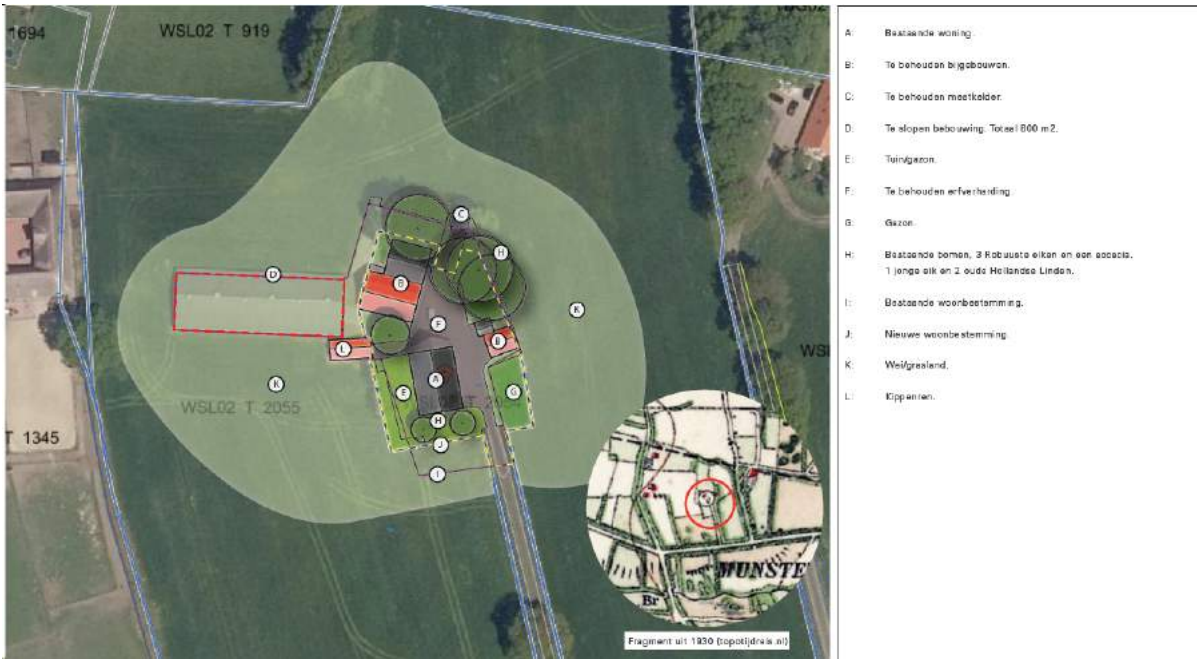 1694
WSL02 T 919
WSL02 T 2055
T 1345
WSL
A
B
C
D
E
F
G
H
I
J
K
L
B
H
K
MUNSTE
Br
Fragment uit 1930 (topotijdreis.nl)
A: Bestaande woning.
B: Te behouden bijgebouwen.
C: Te behouden mestkelder.
D: Te slopen bebouwing. Totaal 800 m2.
E: Tuin/gazon.
F: Te behouden erfverharding.
G: Gazon.
H: Bestaande bomen, 3 Robuuste eiken en een accacia.
1 jonge eik en 2 oude Hollandse Linden.
I: Bestaande woonbestemming.
J: Nieuwe woonbestemming.
K: Wei/grasland.
L: Kippenren.